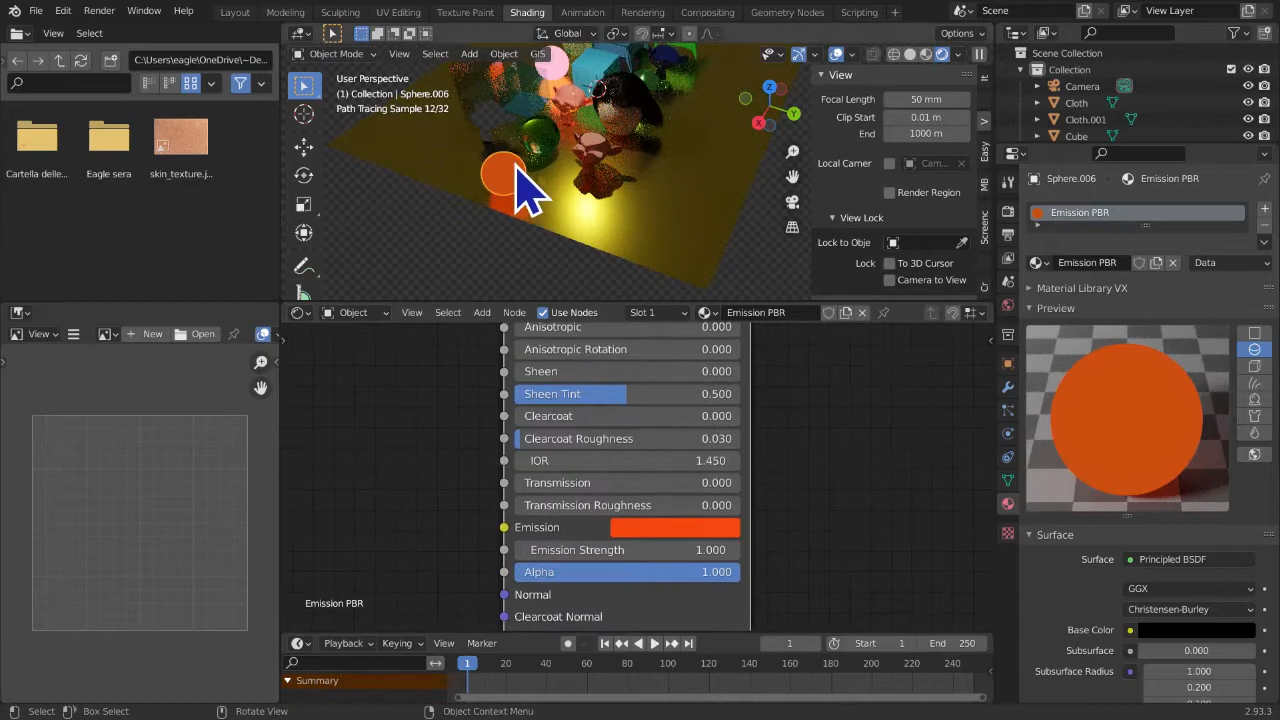 File Edit Render Window Help Layout Modeling Sculpting UV Editing Texture Paint Shading Animation Rendering Compositing Geometry Nodes Scripting + Scene View Layer
View Select
Object Mode View Select Add Object GIS Global Options
C:\Users\eagle\OneDrive\~De...
Cartella delle...
Eagle sera
skin_texture.j...
User Perspective
(1) Collection | Sphere.006
Path Tracing Sample 12/32
View
Focal Length 50 mm
Clip Start 0.01 m
End 1000 m
Local Camer Cam...
Render Region
View Lock
Lock to Obje
Lock To 3D Cursor
Camera to View
View
Easy
MB
Screenc
Scene Collection
Collection
Camera
Cloth
Cloth.001
Cube
Sphere.006 Emission PBR
Emission PBR
Emission PBR Data
Material Library VX
Preview
Surface
Surface Principled BSDF
GGX
Christensen-Burley
Base Color
Subsurface 0.000
Subsurface Radius 1.000
0.200
View New Open
Object View Select Add Node Use Nodes Slot 1 Emission PBR
Anisotropic 0.000
Anisotropic Rotation 0.000
Sheen 0.000
Sheen Tint 0.500
Clearcoat 0.000
Clearcoat Roughness 0.030
IOR 1.450
Transmission 0.000
Transmission Roughness 0.000
Emission
Emission Strength 1.000
Alpha 1.000
Normal
Clearcoat Normal
Emission PBR
Playback Keying View Marker 1 Start 1 End 250
1 20 40 60 80 100 120 140 160 180 200 220 240
Summary
Select Box Select Rotate View Object Context Menu 2.93.3